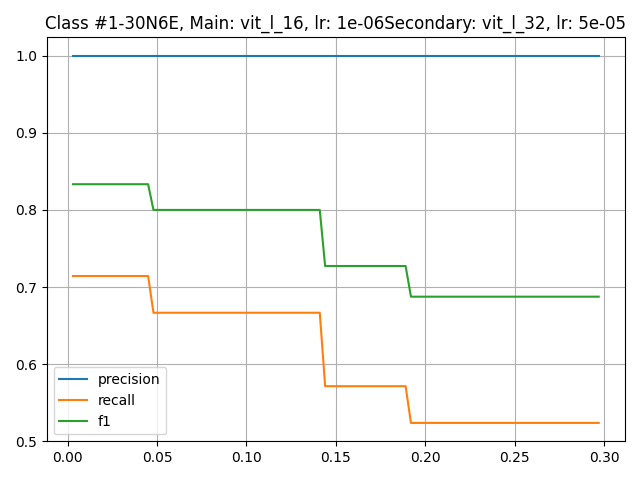 Class #1-30N6E, Main: vit_l_16, lr: 1e-06Secondary: vit_l_32, lr: 5e-05
1.0
0.9
0.8
0.7
0.6
0.5
precision
recall
f1
0.00 0.05 0.10 0.15 0.20 0.25 0.30